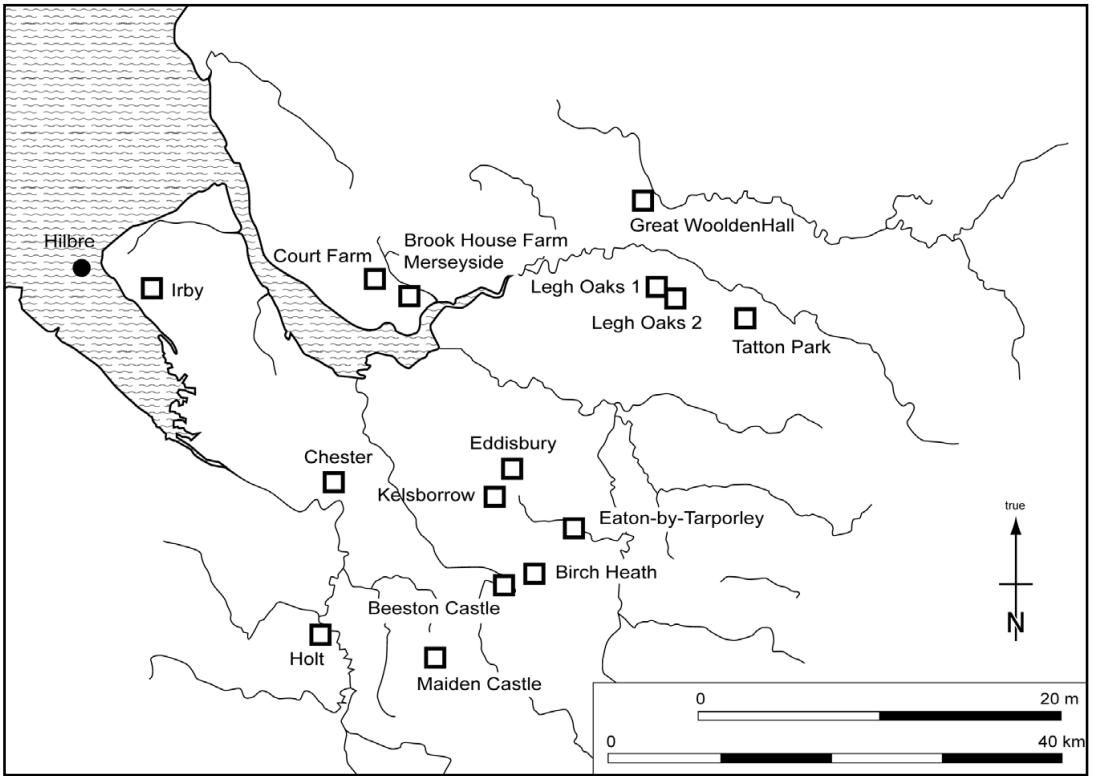 Great WooldenHall
Hilbre
Court Farm
Brook House Farm
Merseyside
Irby
Legh Oaks 1
Legh Oaks 2
Tatton Park
Chester
Eddisbury
Kelsborrow
Eaton-by-Tarporley
true
Birch Heath
Beeston Castle
N
Holt
Maiden Castle
0 20 m
0 40 km